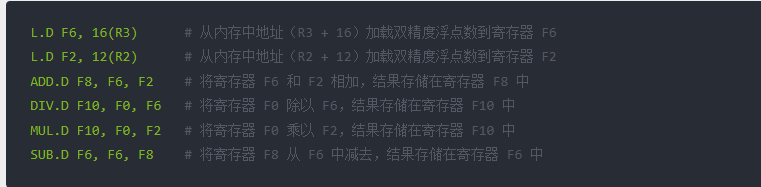 L.D F6, 16(R3) # 从内存中地址（R3 + 16）加载双精度浮点数到寄存器 F6
L.D F2, 12(R2) # 从内存中地址（R2 + 12）加载双精度浮点数到寄存器 F2
ADD.D F8, F6, F2 # 将寄存器 F6 和 F2 相加，结果存储在寄存器 F8 中
DIV.D F10, F0, F6 # 将寄存器 F0 除以 F6，结果存储在寄存器 F10 中
MUL.D F10, F0, F2 # 将寄存器 F0 乘以 F2，结果存储在寄存器 F10 中
SUB.D F6, F6, F8 # 将寄存器 F8 从 F6 中减去，结果存储在寄存器 F6 中